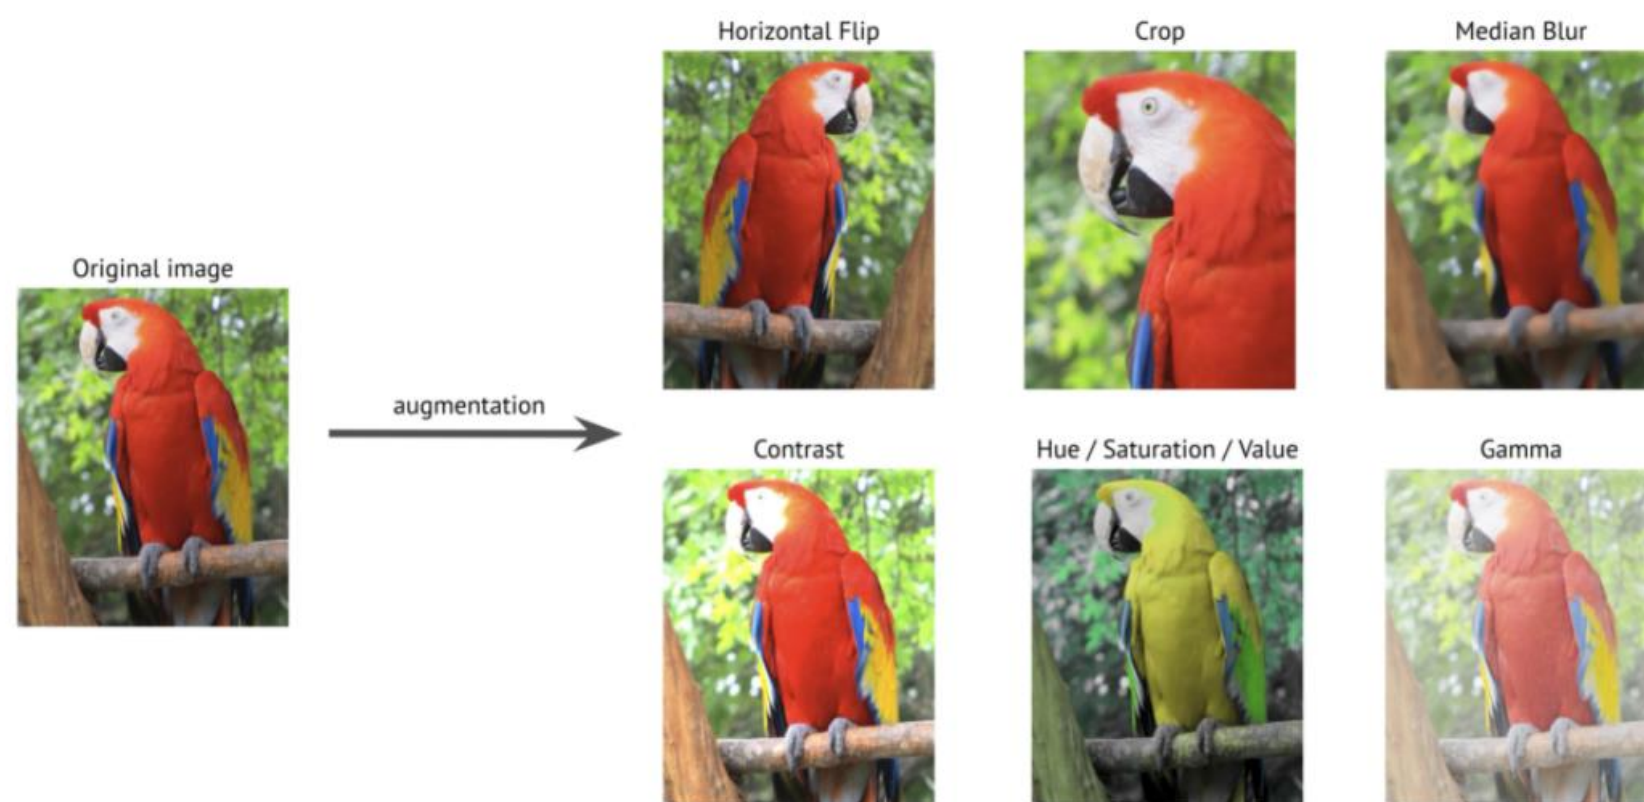 Original image
augmentation
Horizontal Flip
Crop
Median Blur
Contrast
Hue / Saturation / Value
Gamma